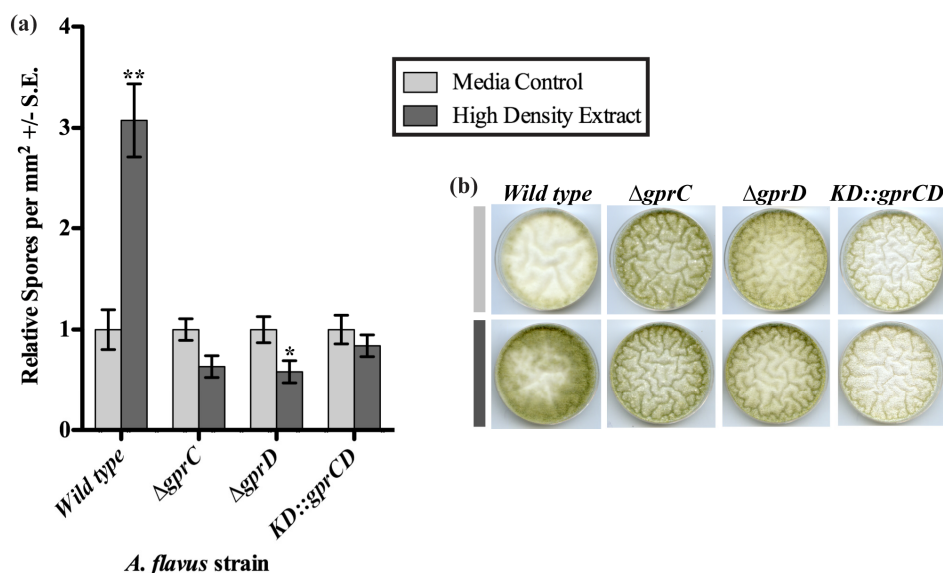 (a)
Relative Spores per mm² +/- S.E.
4
3
2
1
0
**
*
Wild type
ΔgprC
ΔgprD
KD::gprCD
A. flavus strain
Media Control
High Density Extract
(b)
Wild type ΔgprC ΔgprD KD::gprCD